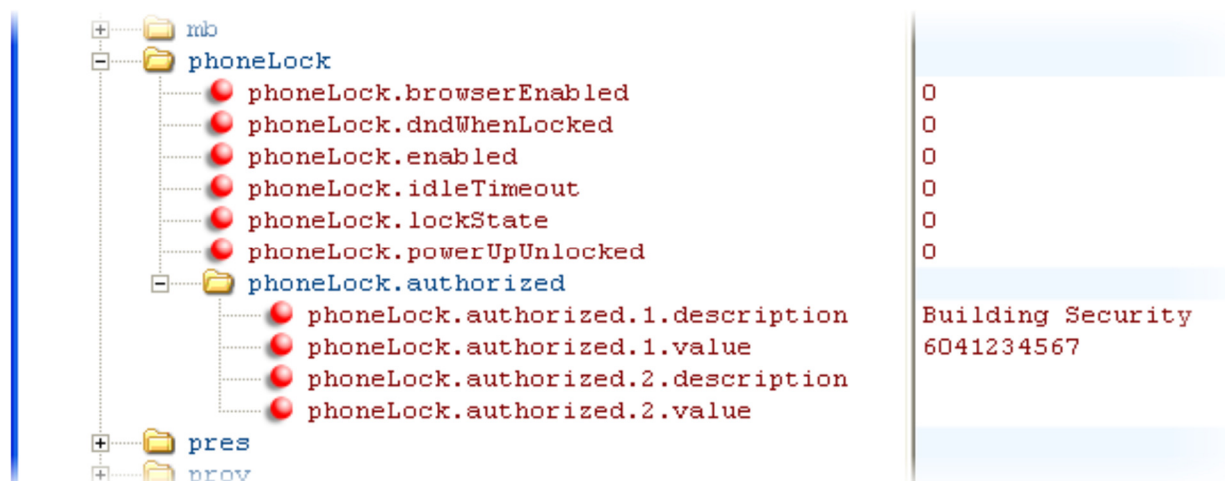 mb
phoneLock
phoneLock.browserEnabled 0
phoneLock.dndWhenLocked 0
phoneLock.enabled 0
phoneLock.idleTimeout 0
phoneLock.lockState 0
phoneLock.powerUpUnlocked 0
phoneLock.authorized
phoneLock.authorized.1.description Building Security
phoneLock.authorized.1.value 6041234567
phoneLock.authorized.2.description
phoneLock.authorized.2.value
pres
prov